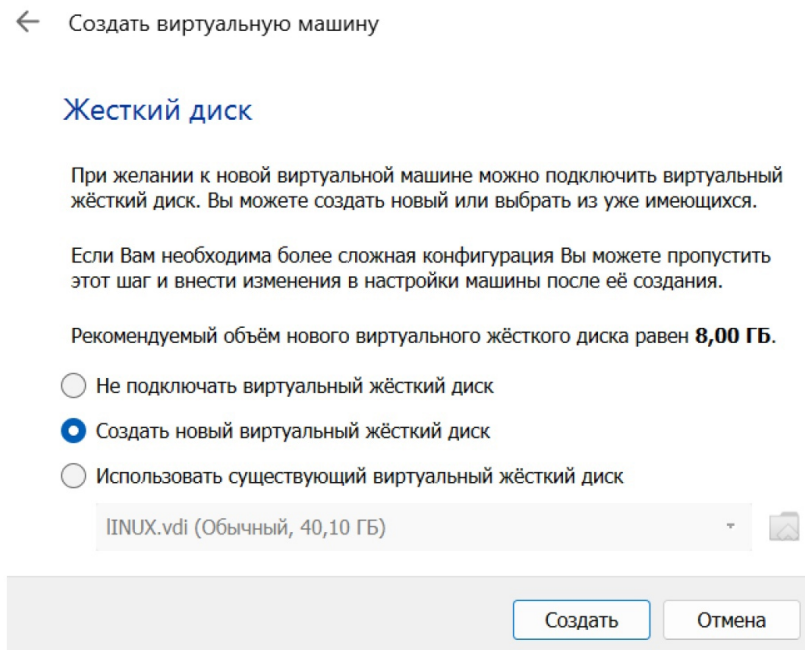 Создать виртуальную машину
Жесткий диск
При желании к новой виртуальной машине можно подключить виртуальный
жёсткий диск. Вы можете создать новый или выбрать из уже имеющихся.
Если Вам необходима более сложная конфигурация Вы можете пропустить
этот шаг и внести изменения в настройки машины после её создания.
Рекомендуемый объём нового виртуального жёсткого диска равен 8,00 ГБ.
Не подключать виртуальный жёсткий диск
Создать новый виртуальный жёсткий диск
Использовать существующий виртуальный жёсткий диск
lINUX.vdi (Обычный, 40,10 ГБ)
Создать
Отмена